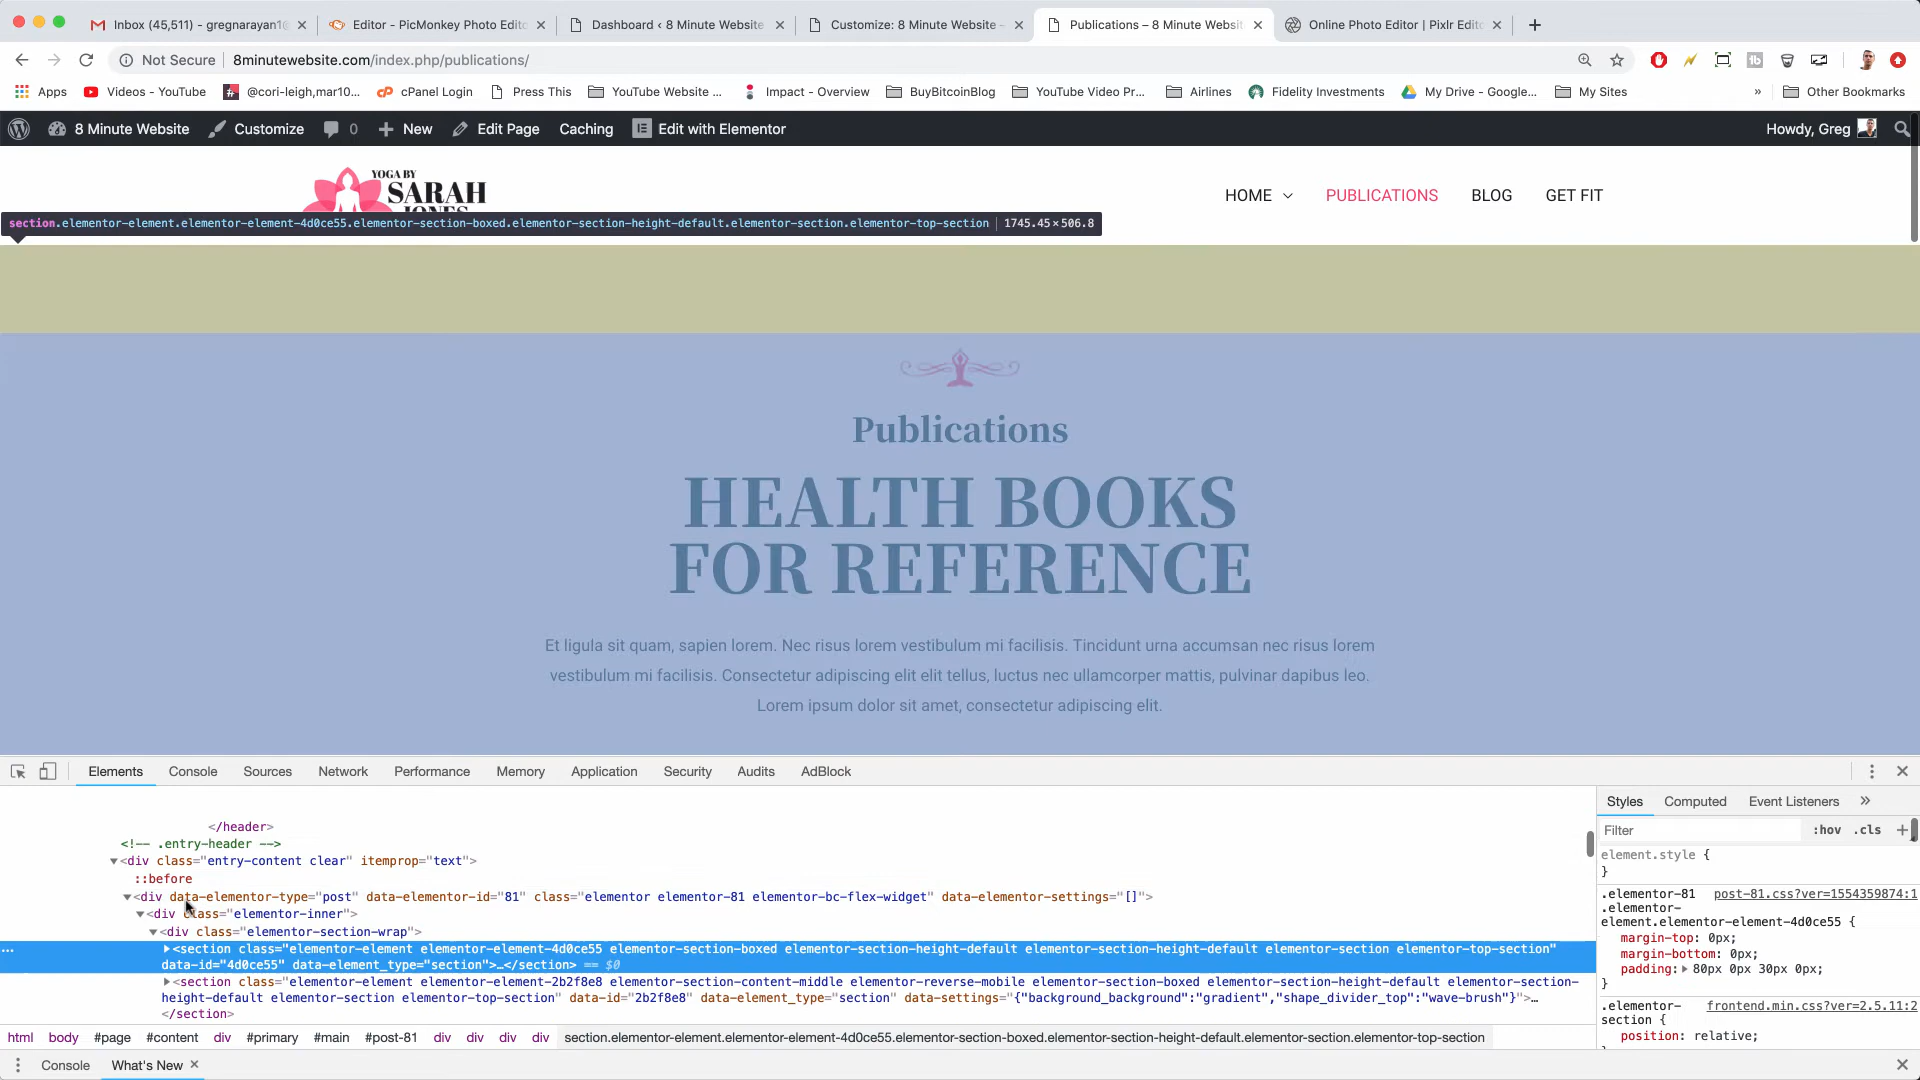 Inbox (45,511) - gregnarayan1@
Editor - PicMonkey Photo Edito
Dashboard ‹ 8 Minute Website
Customize: 8 Minute Website –
Publications – 8 Minute Websit
Online Photo Editor | Pixlr Edito
Not Secure
8minutewebsite.com/index.php/publications/
Apps
Videos - YouTube
@cori-leigh,mar10...
cPanel Login
Press This
YouTube Website ...
Impact - Overview
BuyBitcoinBlog
YouTube Video Pr...
Airlines
Fidelity Investments
My Drive - Google...
My Sites
»
Other Bookmarks
8 Minute Website
Customize
0
New
Edit Page
Caching
Edit with Elementor
Howdy, Greg
YOGA BY
SARAH
JONES
HOME
PUBLICATIONS
BLOG
GET FIT
section.elementor-element.elementor-element-4d0ce55.elementor-section-boxed.elementor-section-height-default.elementor-section.elementor-top-section | 1745.45×506.8
Publications
HEALTH BOOKS
FOR REFERENCE
Et ligula sit quam, sapien lorem. Nec risus lorem vestibulum mi facilisis. Tincidunt urna accumsan nec risus lorem
vestibulum mi facilisis. Consectetur adipiscing elit elit tellus, luctus nec ullamcorper mattis, pulvinar dapibus leo.
Lorem ipsum dolor sit amet, consectetur adipiscing elit.
Elements
Console
Sources
Network
Performance
Memory
Application
Security
Audits
AdBlock
</header>
<!-- .entry-header -->
<div class="entry-content clear" itemprop="text">
::before
<div data-elementor-type="post" data-elementor-id="81" class="elementor elementor-81 elementor-bc-flex-widget" data-elementor-settings="[]">
<div class="elementor-inner">
<div class="elementor-section-wrap">
<section class="elementor-element elementor-element-4d0ce55 elementor-section-boxed elementor-section-height-default elementor-section-height-default elementor-section elementor-top-section"
data-id="4d0ce55" data-element_type="section">…</section> == $0
<section class="elementor-element elementor-element-2b2f8e8 elementor-section-content-middle elementor-reverse-mobile elementor-section-boxed elementor-section-height-default elementor-section-
height-default elementor-section elementor-top-section" data-id="2b2f8e8" data-element_type="section" data-settings="{"background_background":"gradient","shape_divider_top":"wave-brush"}">…
</section>
Styles
Computed
Event Listeners
»
Filter
:hov
.cls
+
element.style {
}
.elementor-81 post-81.css?ver=1554359874:1
.elementor-
element.elementor-element-4d0ce55 {
margin-top: 0px;
margin-bottom: 0px;
padding: 80px 0px 30px 0px;
}
.elementor- frontend.min.css?ver=2.5.11:2
section {
position: relative;
html
body
#page
#content
div
#primary
#main
#post-81
div
div
div
div
section.elementor-element.elementor-element-4d0ce55.elementor-section-boxed.elementor-section-height-default.elementor-section.elementor-top-section
Console
What's New